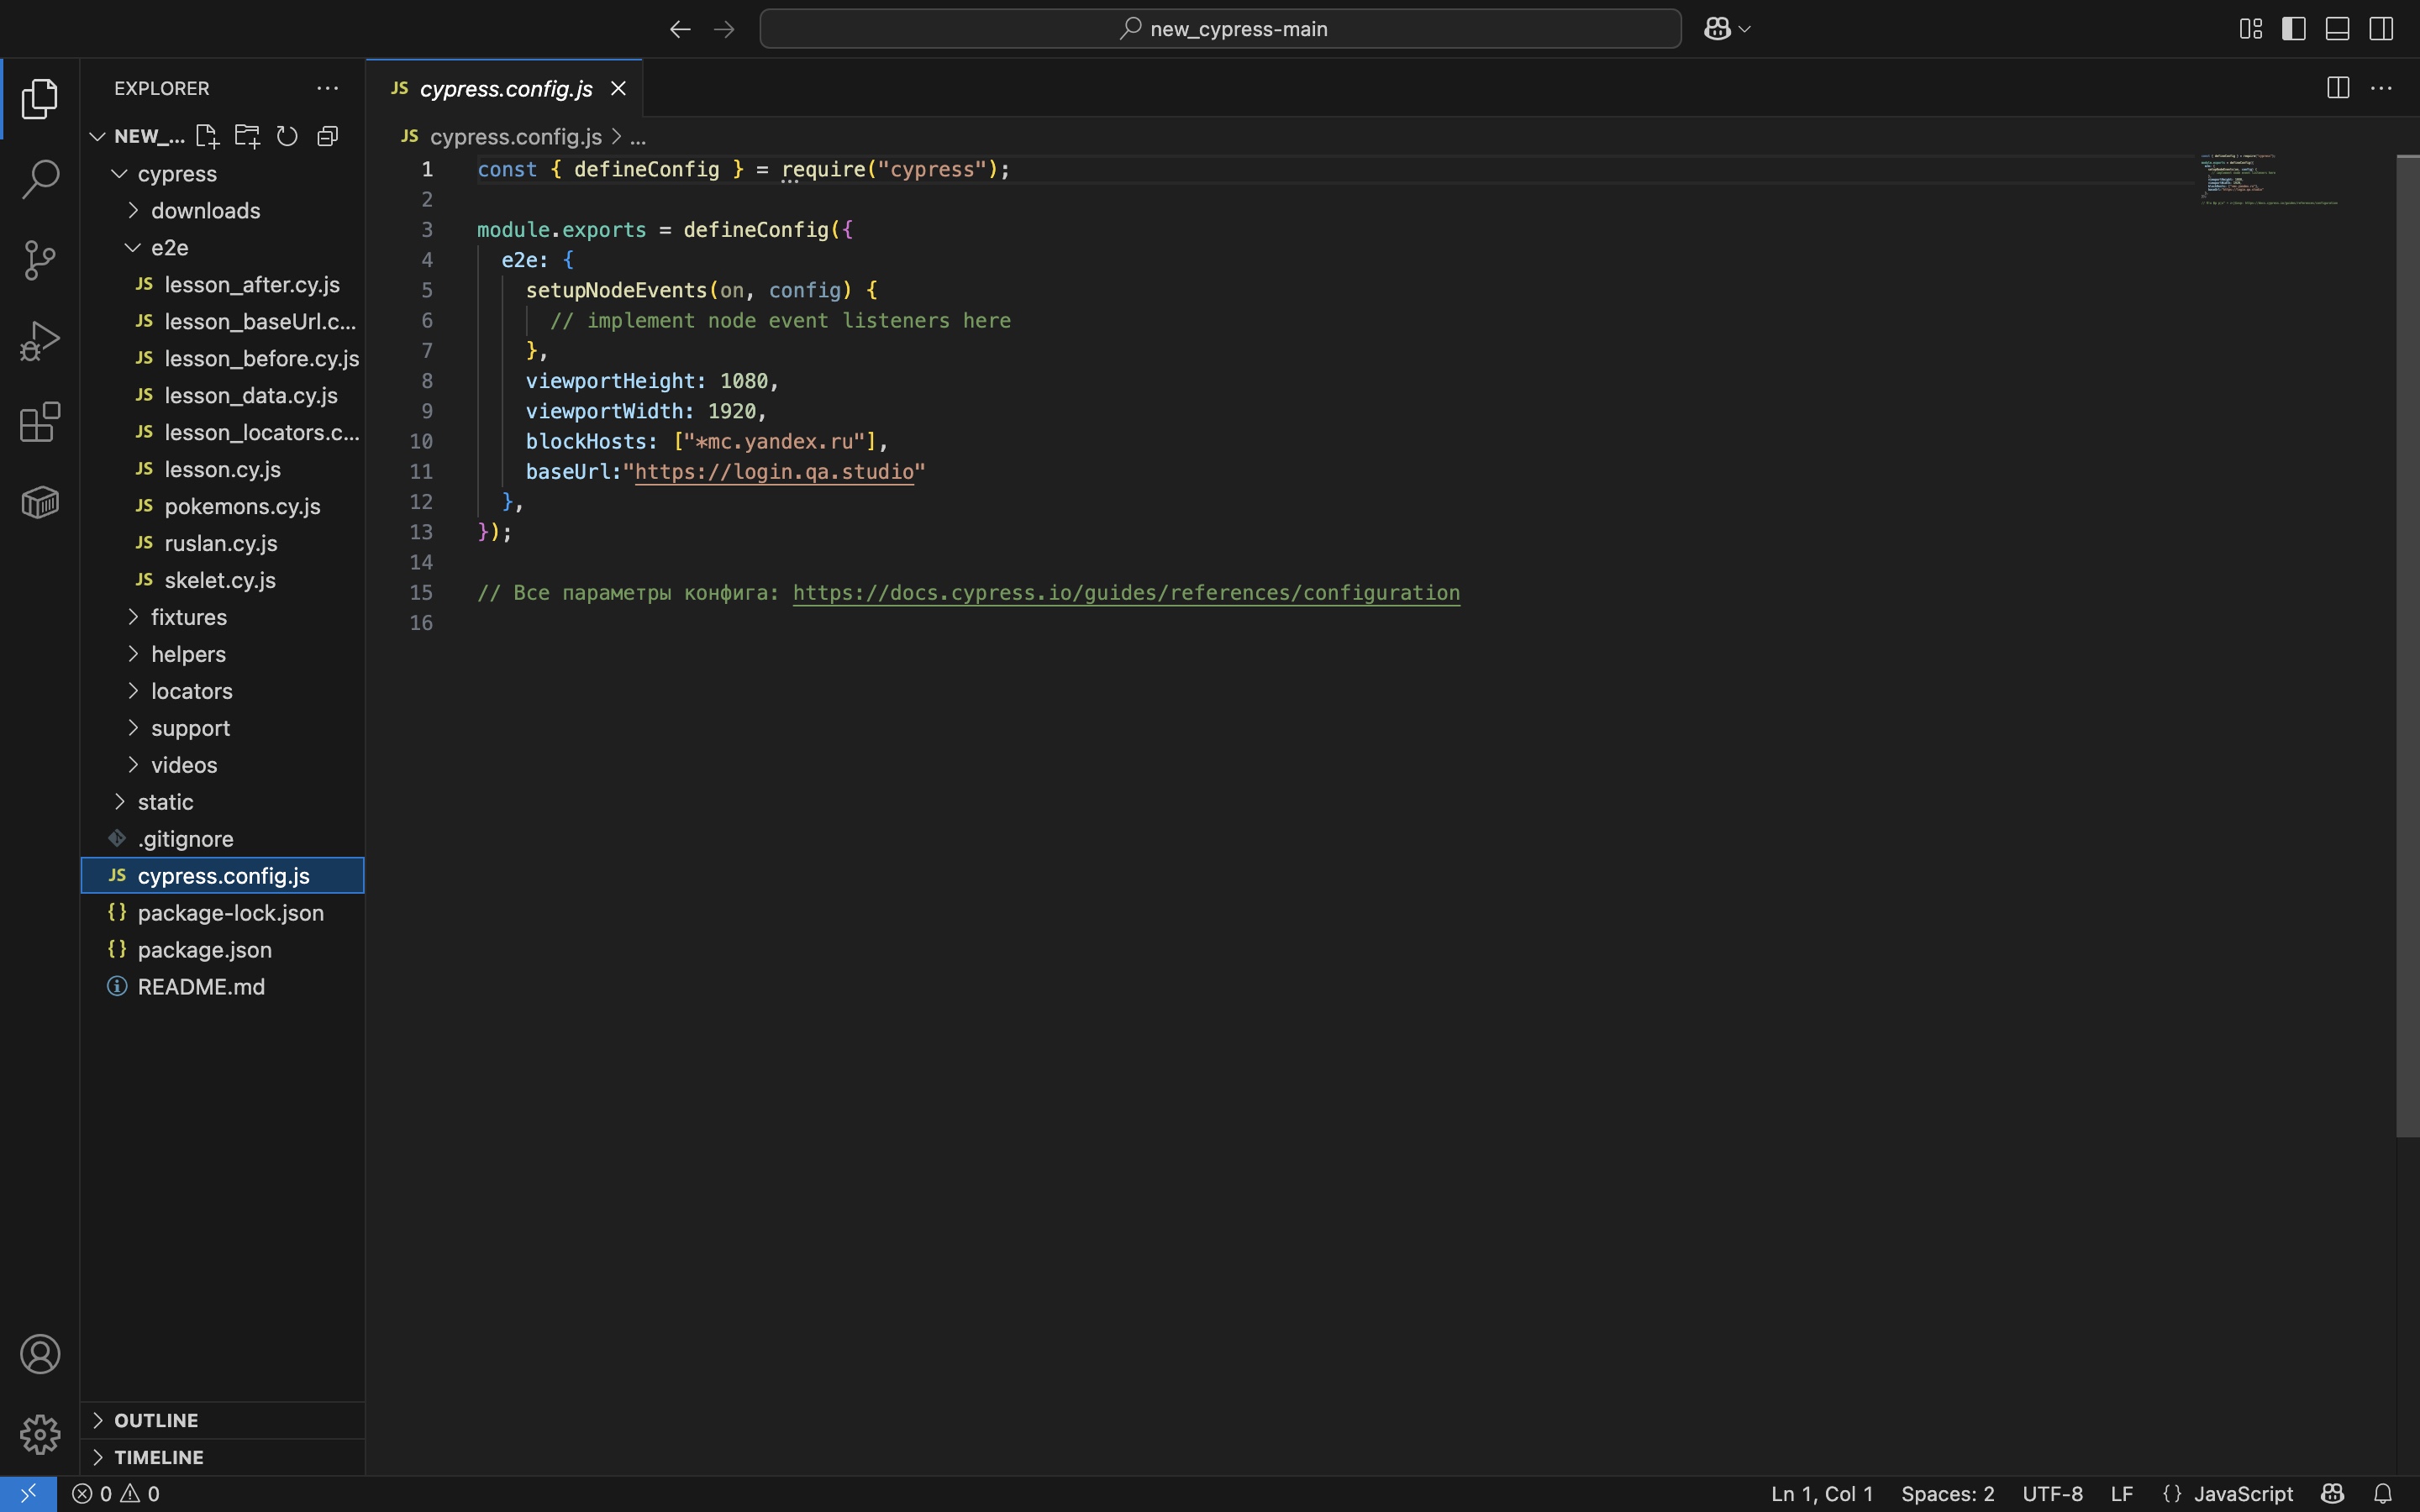 new_cypress-main
EXPLORER
NEW_...
cypress
downloads
e2e
JS lesson_after.cy.js
JS lesson_baseUrl.c...
JS lesson_before.cy.js
JS lesson_data.cy.js
JS lesson_locators.c...
JS lesson.cy.js
JS pokemons.cy.js
JS ruslan.cy.js
JS skelet.cy.js
fixtures
helpers
locators
support
videos
static
.gitignore
JS cypress.config.js
{} package-lock.json
{} package.json
README.md
OUTLINE
TIMELINE
JS cypress.config.js
JS cypress.config.js > ...
1 const { defineConfig } = require("cypress");
2
3 module.exports = defineConfig({
4 e2e: {
5 setupNodeEvents(on, config) {
6 // implement node event listeners here
7 },
8 viewportHeight: 1080,
9 viewportWidth: 1920,
10 blockHosts: ["*mc.yandex.ru"],
11 baseUrl:"https://login.qa.studio"
12 },
13 });
14
15 // Все параметры конфига: https://docs.cypress.io/guides/references/configuration
16
0 0
Ln 1, Col 1 Spaces: 2 UTF-8 LF {} JavaScript